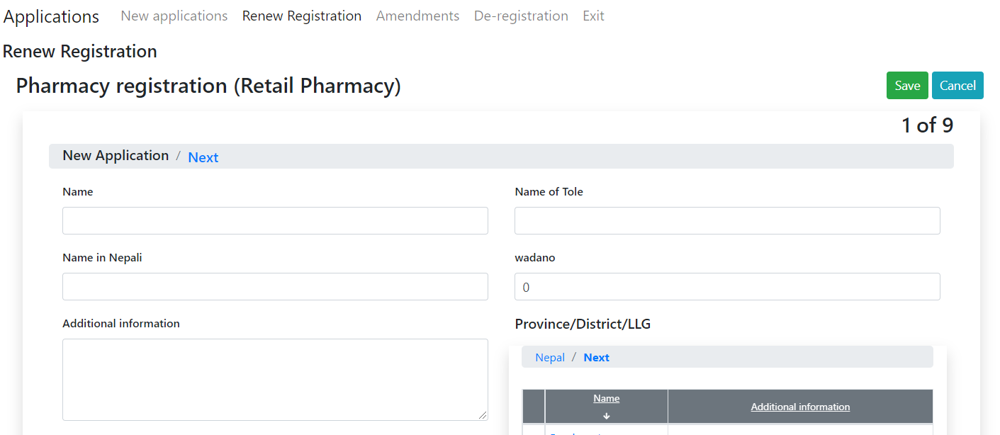 Applications New applications Renew Registration Amendments De-registration Exit
Renew Registration
Pharmacy registration (Retail Pharmacy)
Save Cancel
1 of 9
New Application / Next
Name
Name of Tole
Name in Nepali
wadano
0
Additional information
Province/District/LLG
Nepal / Next
Name
Additional information